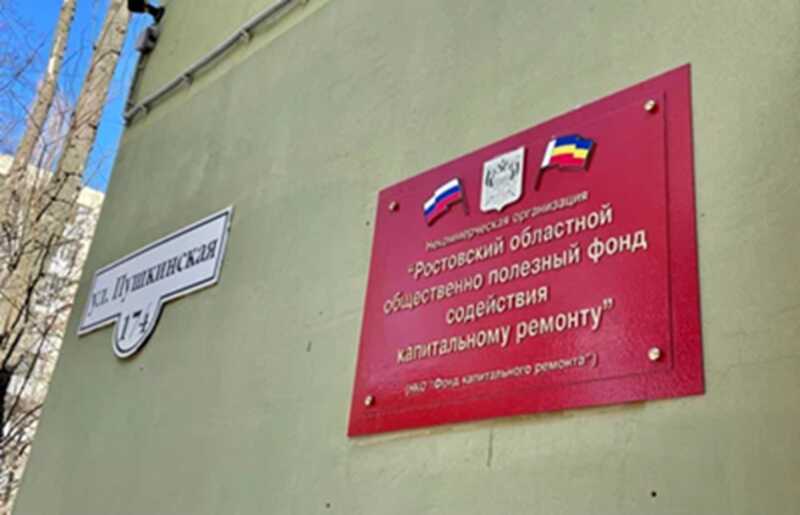 ул. Пушкинская
174
Некоммерческая организация
"Ростовский областной
общественно полезный фонд
содействия
капитальному ремонту"
(НКО "Фонд капитального ремонта")